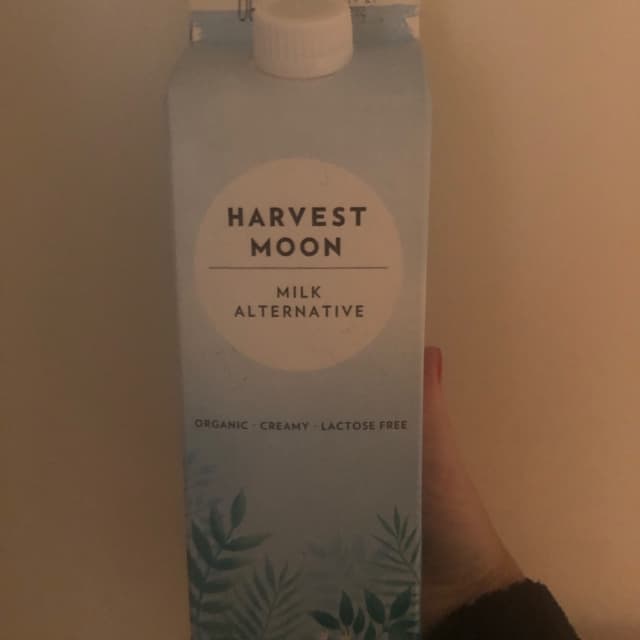 HARVEST
MOON
MILK
ALTERNATIVE
ORGANIC · CREAMY · LACTOSE FREE